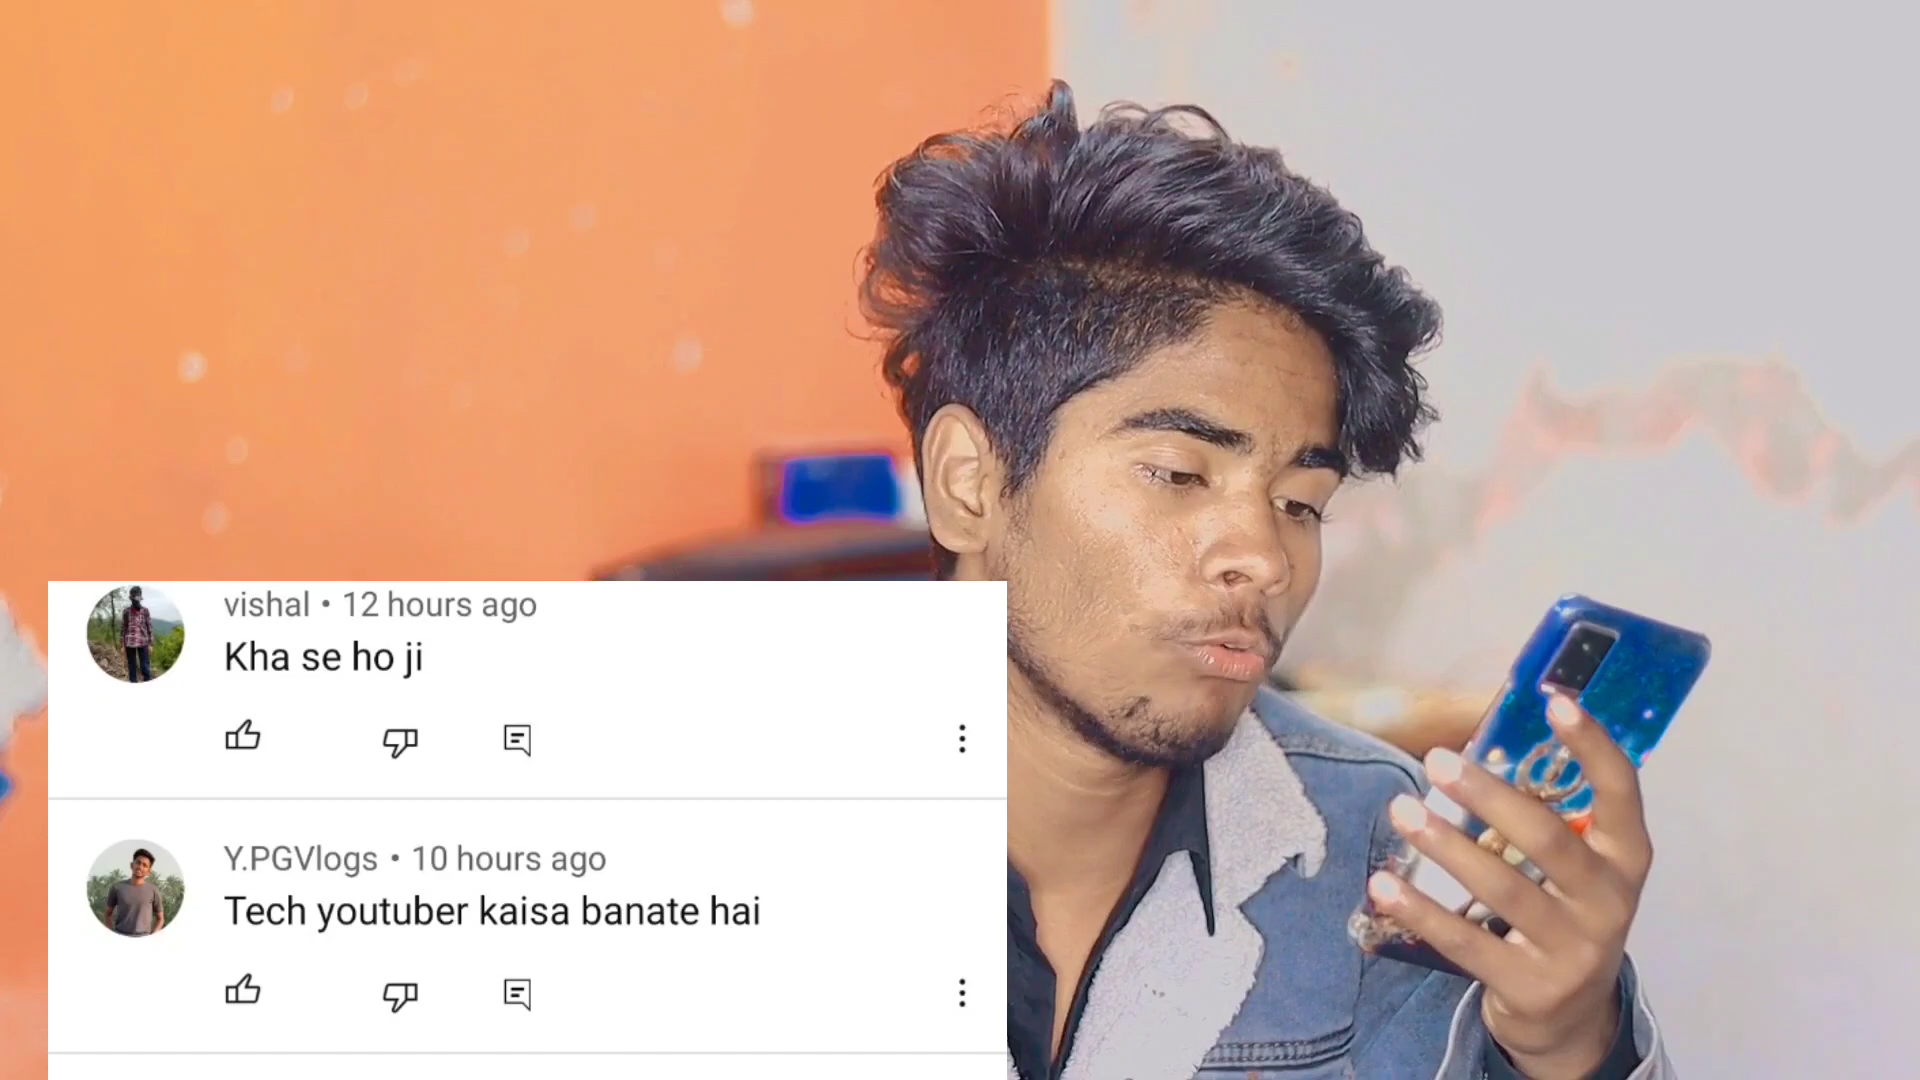 vishal • 12 hours ago
Kha se ho ji
Y.PGVlogs • 10 hours ago
Tech youtuber kaisa banate hai